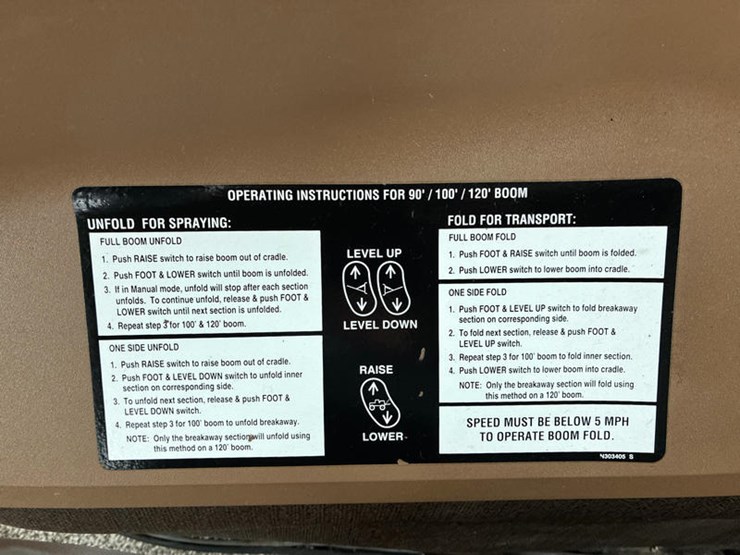 OPERATING INSTRUCTIONS FOR 90' / 100' / 120' BOOM
UNFOLD FOR SPRAYING:
FULL BOOM UNFOLD
1. Push RAISE switch to raise boom out of cradle.
2. Push FOOT & LOWER switch until boom is unfolded.
3. If in Manual mode, unfold will stop after each section
unfolds. To continue unfold, release & push FOOT &
LOWER switch until next section is unfolded.
4. Repeat step 3 for 100' & 120' boom.
ONE SIDE UNFOLD
1. Push RAISE switch to raise boom out of cradle.
2. Push FOOT & LEVEL DOWN switch to unfold inner
section on corresponding side.
3. To unfold next section, release & push FOOT &
LEVEL DOWN switch.
4. Repeat step 3 for 100' boom to unfold breakaway.
NOTE: Only the breakaway section will unfold using
this method on a 120' boom.
LEVEL UP
LEVEL DOWN
RAISE
LOWER
FOLD FOR TRANSPORT:
FULL BOOM FOLD
1. Push FOOT & RAISE switch until boom is folded.
2. Push LOWER switch to lower boom into cradle.
ONE SIDE FOLD
1. Push FOOT & LEVEL UP switch to fold breakaway
section on corresponding side.
2. To fold next section, release & push FOOT &
LEVEL UP switch.
3. Repeat step 3 for 100' boom to fold inner section.
4. Push LOWER switch to lower boom into cradle.
NOTE: Only the breakaway section will fold using
this method on a 120' boom.
SPEED MUST BE BELOW 5 MPH
TO OPERATE BOOM FOLD.
N303405 S